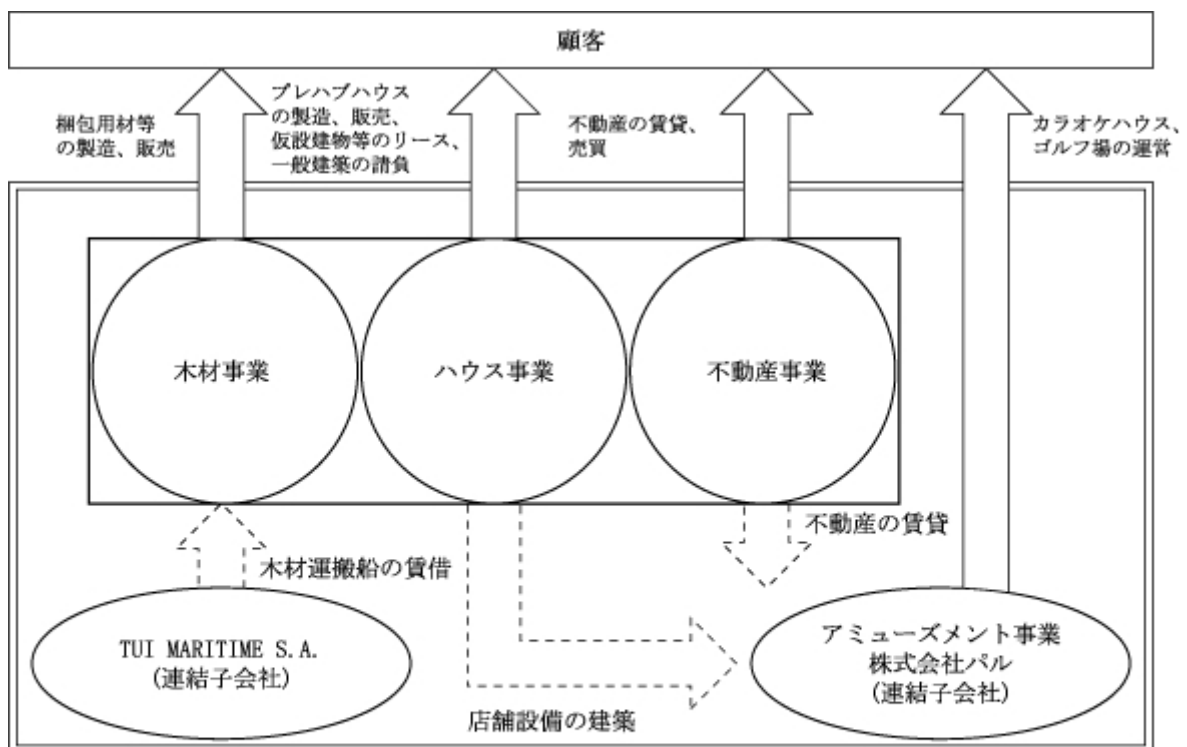 顧客
梱包用材等
の製造、販売
プレハブハウス
の製造、販売、
仮設建物等のリース、
一般建築の請負
不動産の賃貸、
売買
カラオケハウス、
ゴルフ場の運営
木材事業
ハウス事業
不動産事業
木材運搬船の賃借
不動産の賃貸
TUI MARITIME S.A.
(連結子会社)
アミューズメント事業
株式会社パル
(連結子会社)
店舗設備の建築